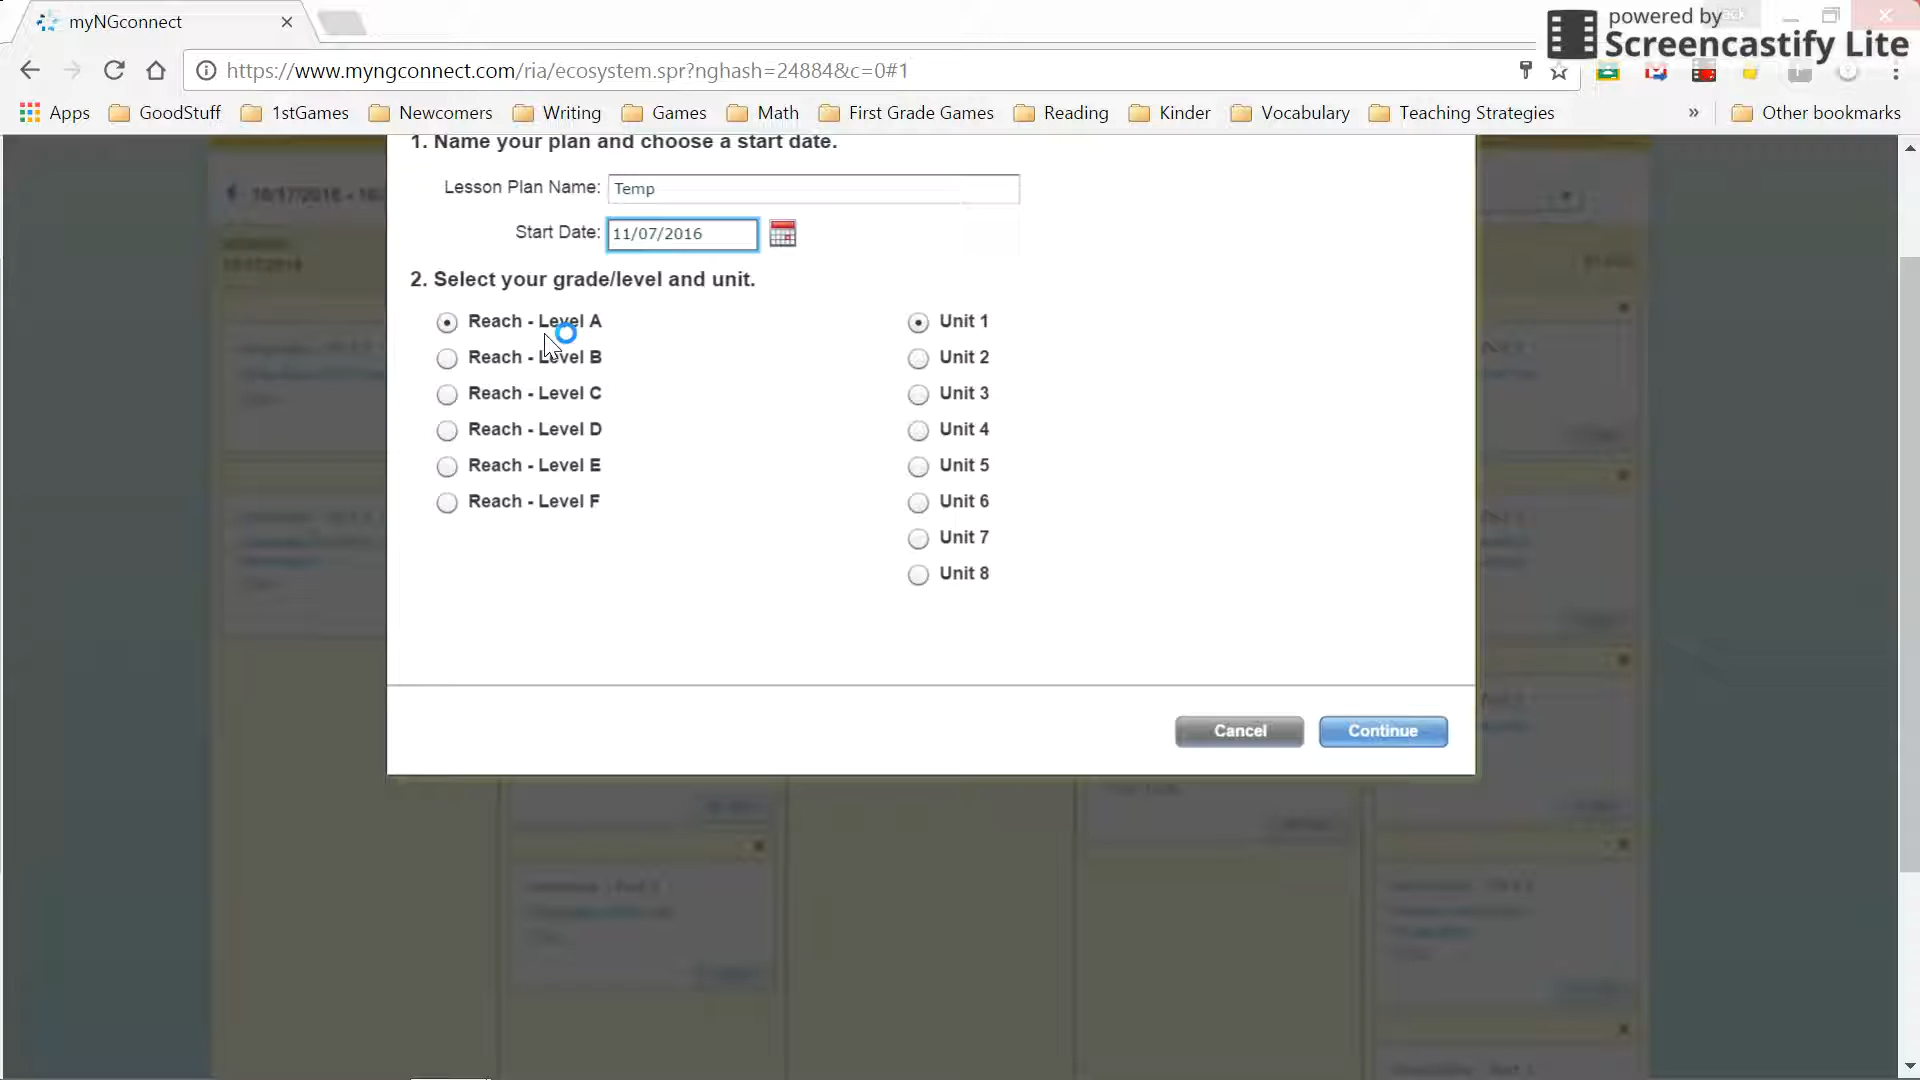 myNGconnect
powered by
Screencastify Lite
https://www.myngconnect.com/ria/ecosystem.spr?nghash=24884&c=0#1
Apps GoodStuff 1stGames Newcomers Writing Games Math First Grade Games Reading Kinder Vocabulary Teaching Strategies » Other bookmarks
1. Name your plan and choose a start date.
Lesson Plan Name: Temp
Start Date: 11/07/2016
2. Select your grade/level and unit.
Reach - Level A Unit 1
Reach - Level B Unit 2
Reach - Level C Unit 3
Reach - Level D Unit 4
Reach - Level E Unit 5
Reach - Level F Unit 6
Unit 7
Unit 8
Cancel Continue